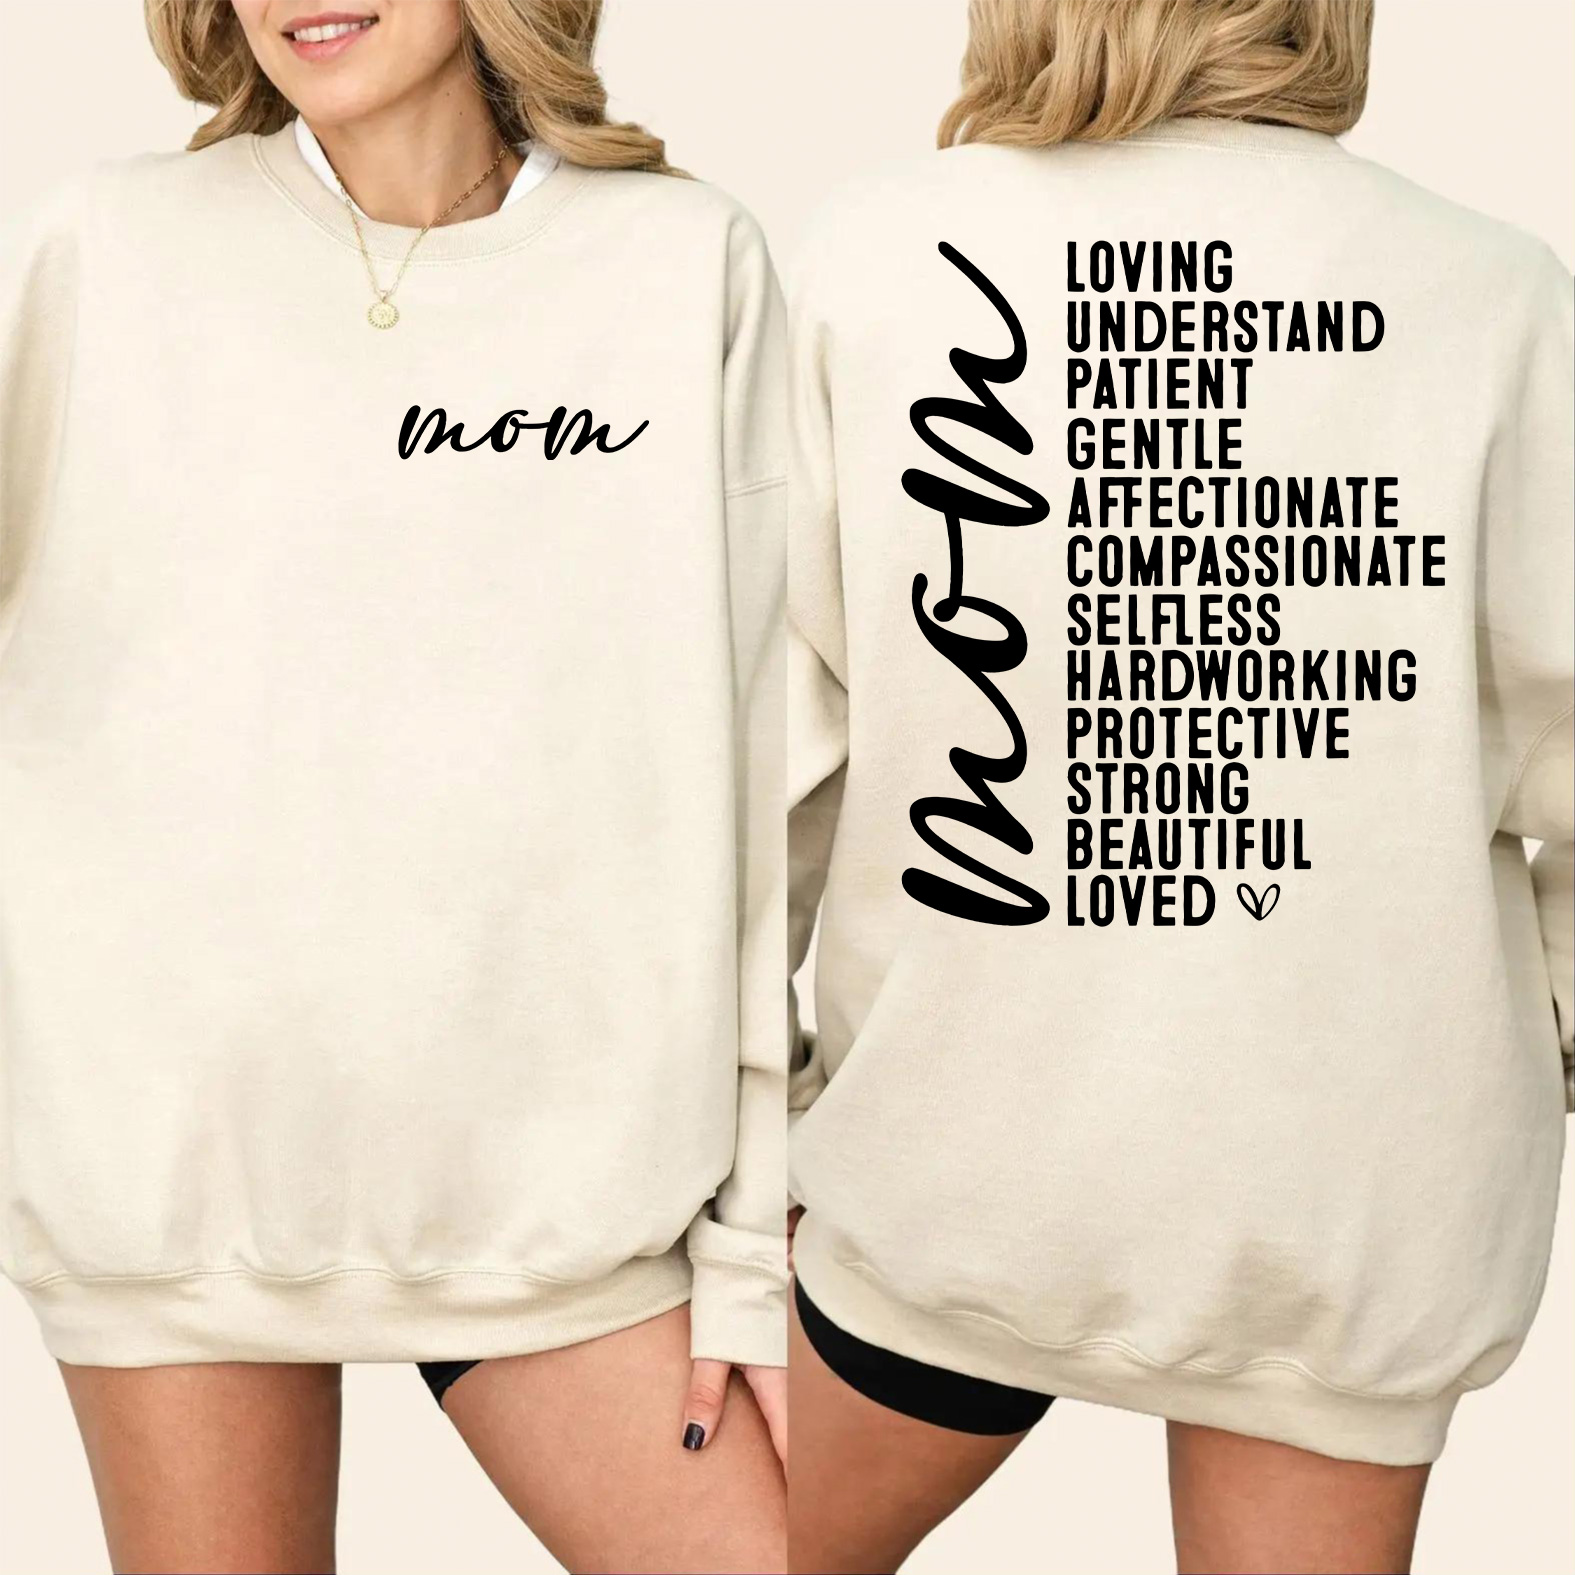 mom
mom
LOVING
UNDERSTAND
PATIENT
GENTLE
AFFECTIONATE
COMPASSIONATE
SELFLESS
HARDWORKING
PROTECTIVE
STRONG
BEAUTIFUL
LOVED